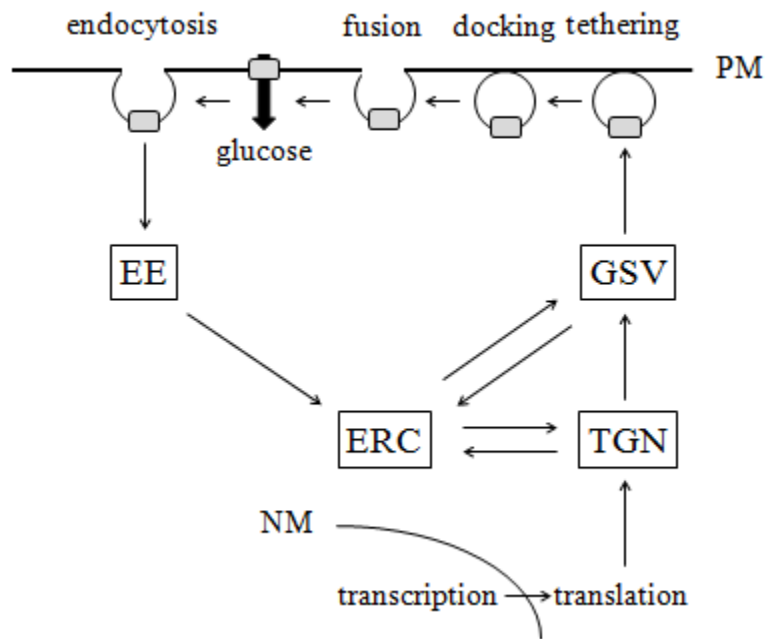 endocytosis fusion docking tethering
PM
glucose
EE GSV
ERC TGN
NM
transcription translation